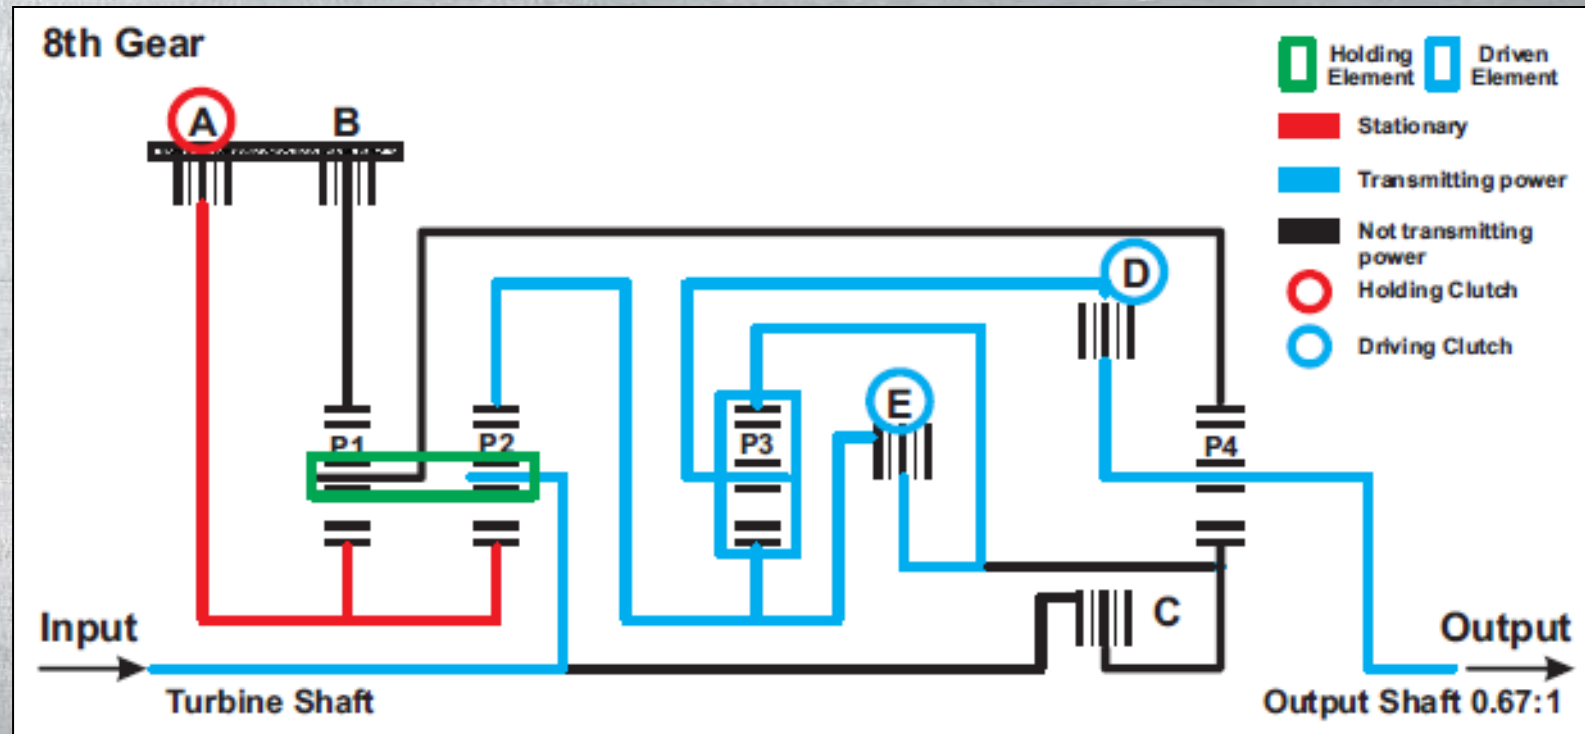 8th Gear
Holding
Element
Driven
Element
Stationary
Transmitting power
Not transmitting
power
Holding Clutch
Driving Clutch
A
B
D
E
P1
P2
P3
P4
C
Input
Output
Turbine Shaft
Output Shaft 0.67:1